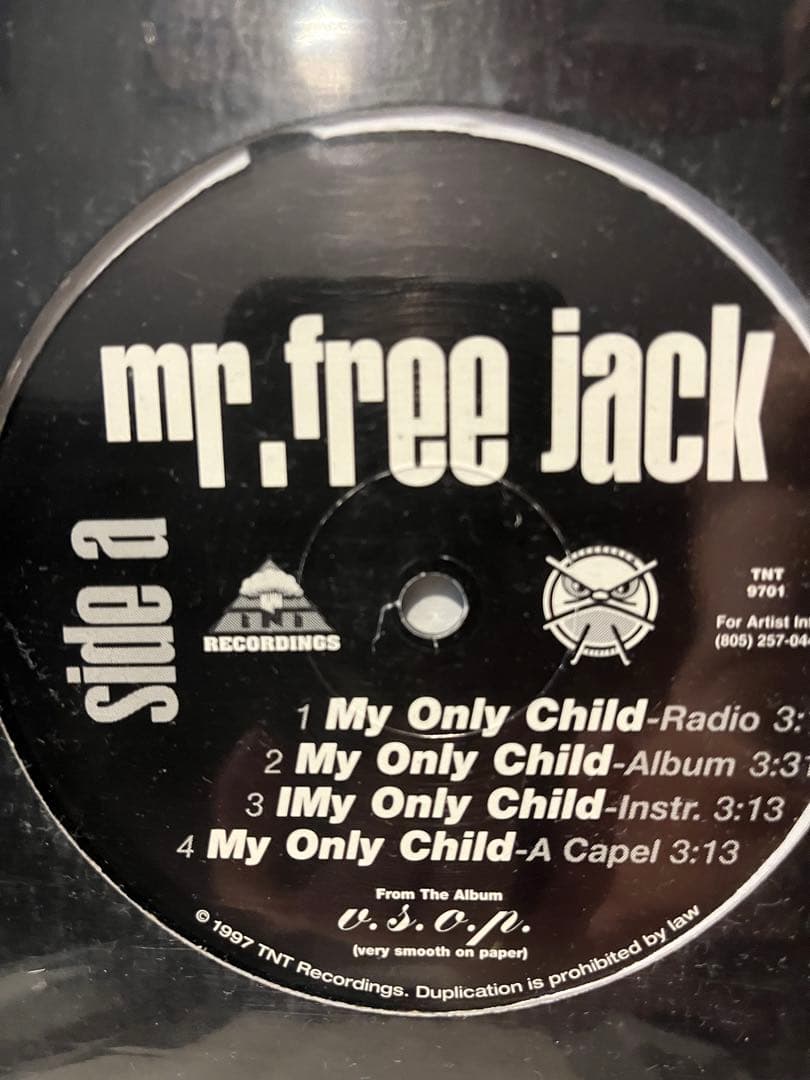 mr. free jack
side a
TNT
RECORDINGS
TNT
9701
For Artist
(805) 257-04
1 My Only Child-Radio 3:
2 My Only Child-Album 3:31
3 IMy Only Child-Instr. 3:13
4 My Only Child-A Capel 3:13
From The Album
v.s.o.p.
(very smooth on paper)
© 1997 TNT Recordings. Duplication is prohibited by law